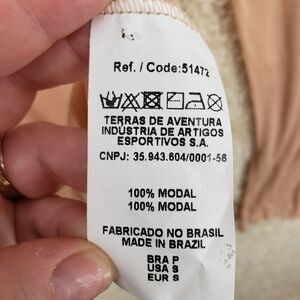 Ref. / Code:51472
TERRAS DE AVENTURA
INDÚSTRIA DE ARTIGOS
ESPORTIVOS S.A.
CNPJ: 35.943.604/0001-56
100% MODAL
100% MODAL
FABRICADO NO BRASIL
MADE IN BRAZIL
BRA P
USA S
EUR S